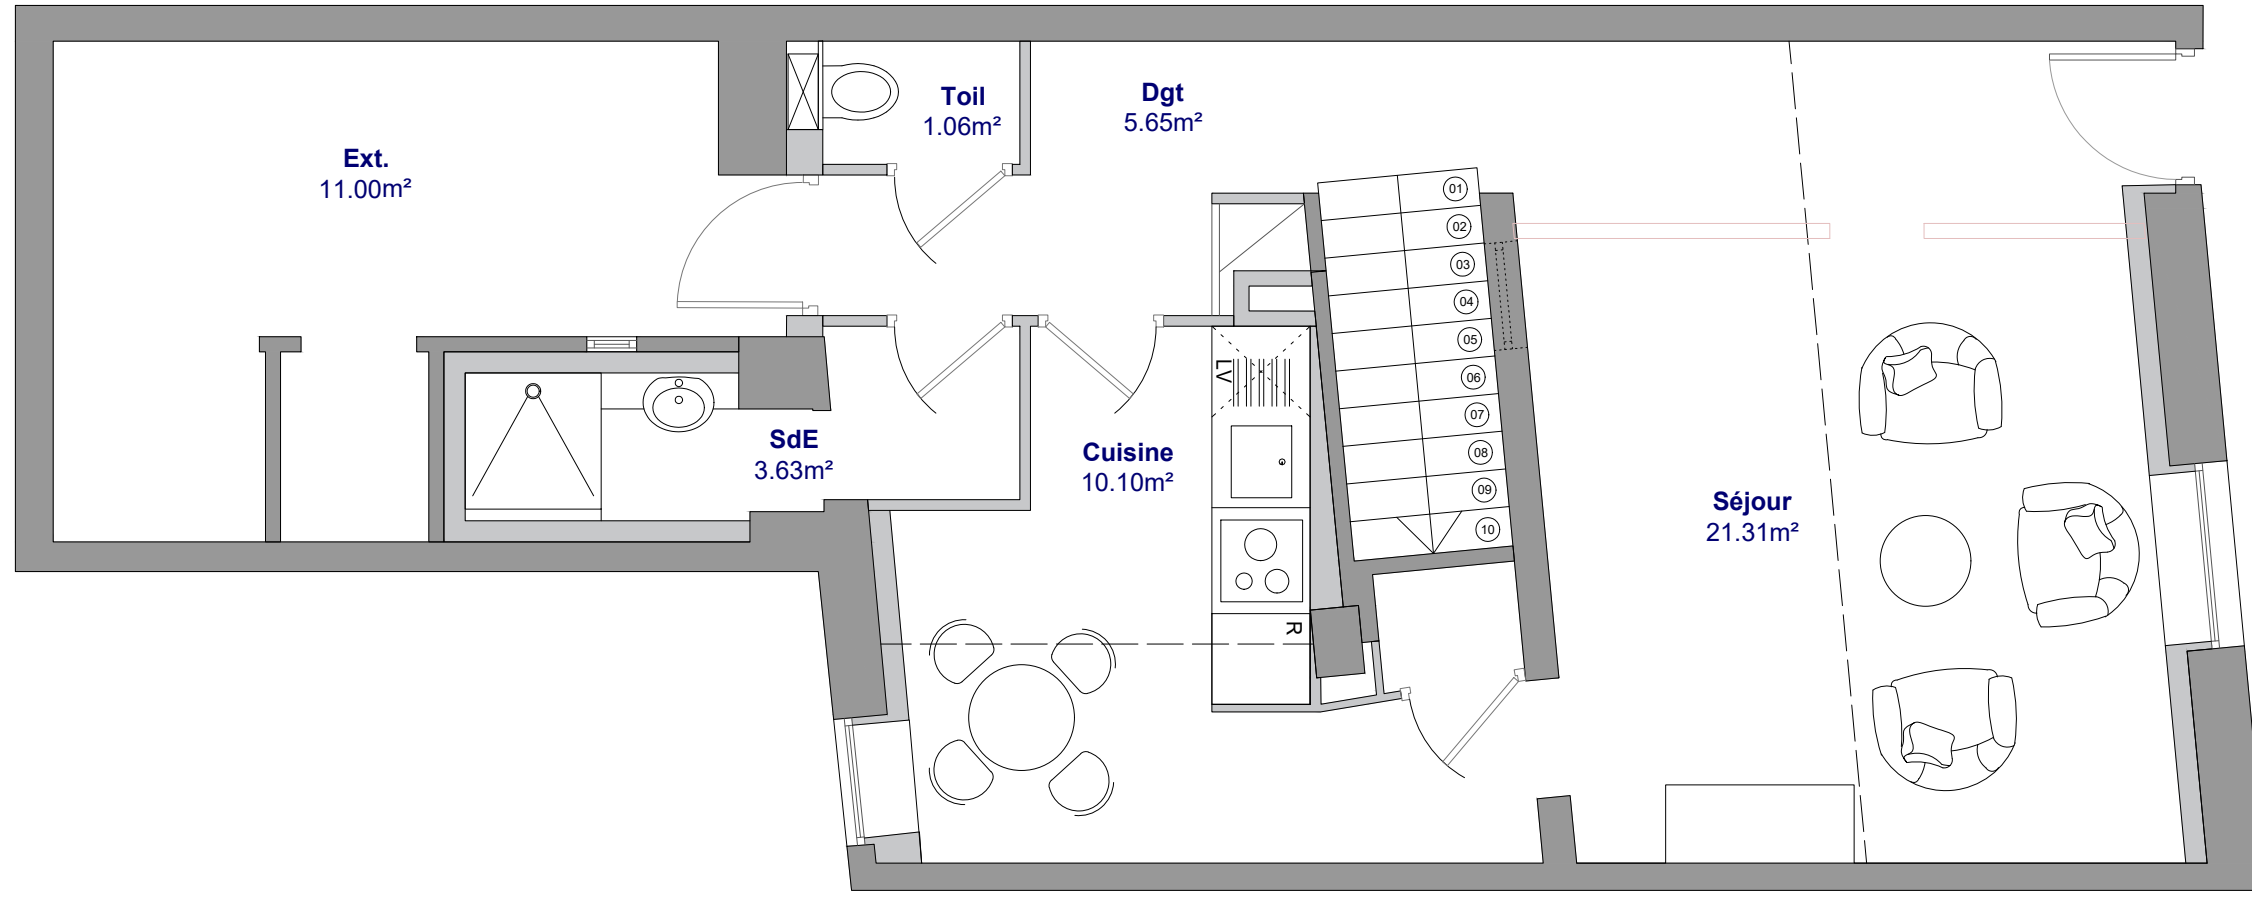 Toil
1.06m²
Dgt
5.65m²
Ext.
11.00m²
01
02
03
04
05
06
07
08
09
10
LV
SdE
3.63m²
Cuisine
10.10m²
Séjour
21.31m²
R